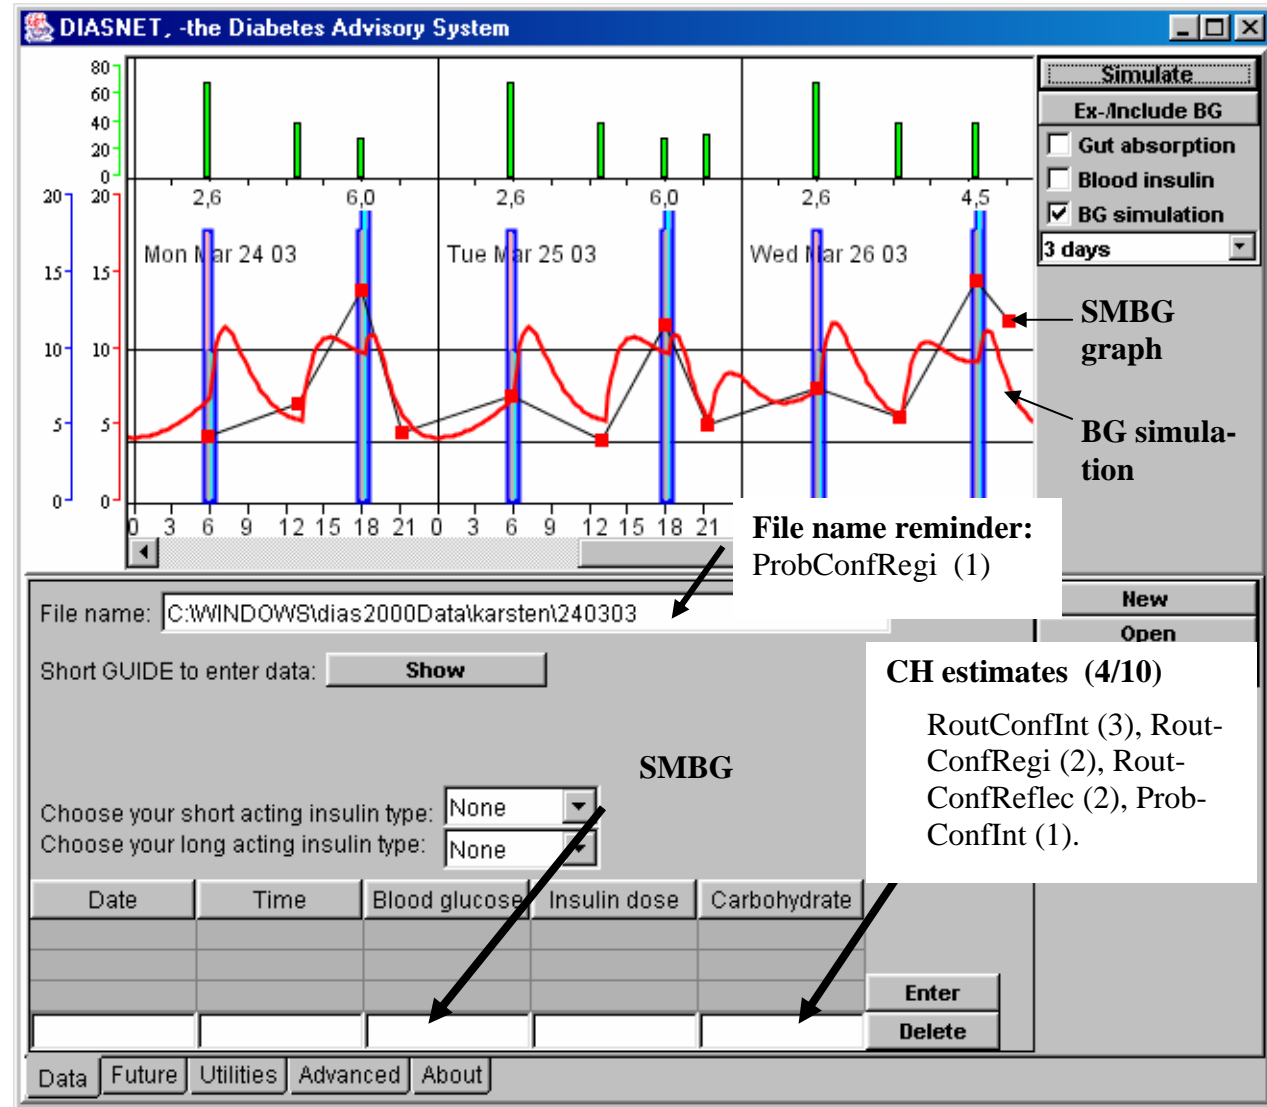 DIASNET, -the Diabetes Advisory System
80
60
40
20
0
Simulate
Ex-/Include BG
Gut absorption
Blood insulin
BG simulation
3 days
20 20
15 15
10 10
5 5
0 0
2,6 6,0 2,6 6,0 2,6 4,5
Mon Mar 24 03 Tue Mar 25 03 Wed Mar 26 03
SMBG
graph
BG simula-
tion
0 3 6 9 12 15 18 21 0 3 6 9 12 15 18 21
File name reminder:
ProbConfRegi (1)
File name: C:\WINDOWS\dias2000Data\karsten\240303
New
Open
Short GUIDE to enter data: Show
CH estimates (4/10)
RoutConfInt (3), Rout-
ConfRegi (2), Rout-
ConfReflec (2), Prob-
ConfInt (1).
SMBG
Choose your short acting insulin type: None
Choose your long acting insulin type: None
Date Time Blood glucose Insulin dose Carbohydrate
Enter
Delete
Data Future Utilities Advanced About